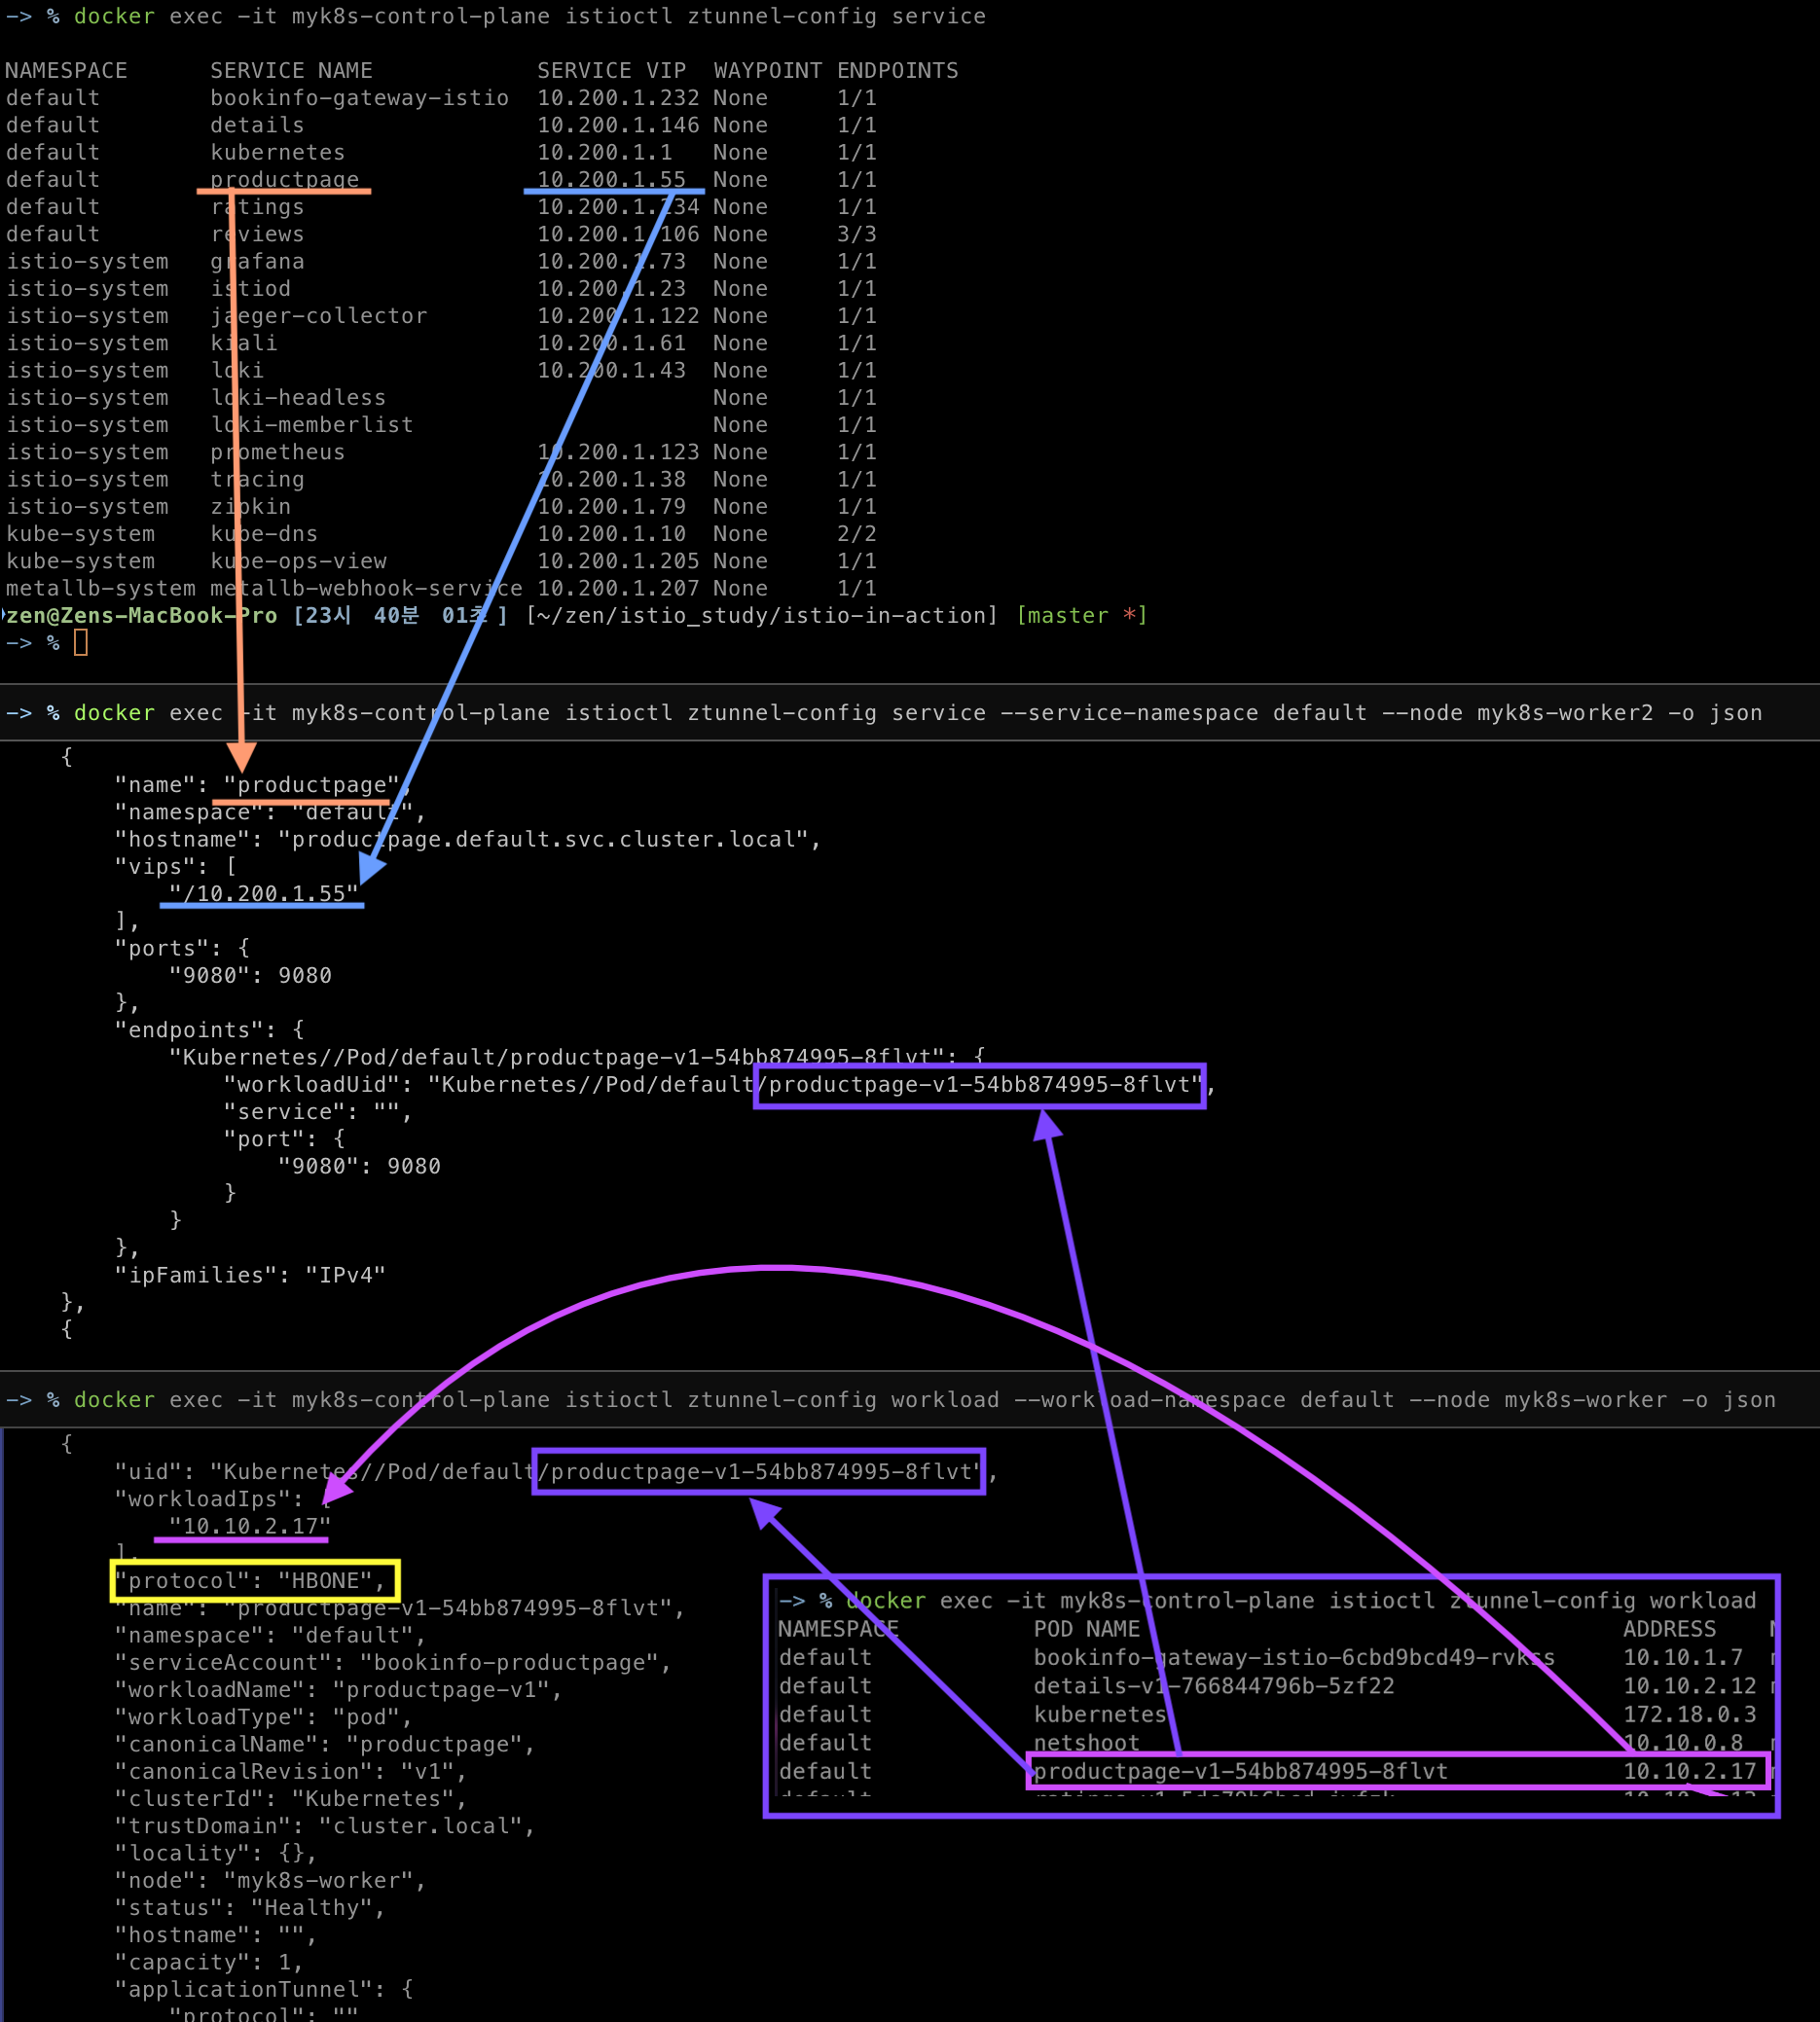 -> % docker exec -it myk8s-control-plane istioctl ztunnel-config service
NAMESPACE SERVICE NAME SERVICE VIP WAYPOINT ENDPOINTS
default bookinfo-gateway-istio 10.200.1.232 None 1/1
default details 10.200.1.146 None 1/1
default kubernetes 10.200.1.1 None 1/1
default productpage 10.200.1.55 None 1/1
default ratings 10.200.1.234 None 1/1
default reviews 10.200.1.106 None 3/3
istio-system grafana 10.200.1.73 None 1/1
istio-system istiod 10.200.1.23 None 1/1
istio-system jaeger-collector 10.200.1.122 None 1/1
istio-system kiali 10.200.1.61 None 1/1
istio-system loki 10.200.1.43 None 1/1
istio-system loki-headless None 1/1
istio-system loki-memberlist None 1/1
istio-system prometheus 10.200.1.123 None 1/1
istio-system tracing 10.200.1.38 None 1/1
istio-system zipkin 10.200.1.79 None 1/1
kube-system kube-dns 10.200.1.10 None 2/2
kube-system kube-ops-view 10.200.1.205 None 1/1
metallb-system metallb-webhook-service 10.200.1.207 None 1/1
zen@Zens-MacBook-Pro [23시 40분 01초] [~/zen/istio_study/istio-in-action] [master *]
-> %
-> % docker exec -it myk8s-control-plane istioctl ztunnel-config service --service-namespace default --node myk8s-worker2 -o json
{
"name": "productpage",
"namespace": "default",
"hostname": "productpage.default.svc.cluster.local",
"vips": [
"/10.200.1.55"
],
"ports": {
"9080": 9080
},
"endpoints": {
"Kubernetes//Pod/default/productpage-v1-54bb874995-8flvt": {
"workloadUid": "Kubernetes//Pod/default/productpage-v1-54bb874995-8flvt",
"service": "",
"port": {
"9080": 9080
}
}
},
"ipFamilies": "IPv4"
},
{
-> % docker exec -it myk8s-control-plane istioctl ztunnel-config workload --workload-namespace default --node myk8s-worker -o json
{
"uid": "Kubernetes//Pod/default/productpage-v1-54bb874995-8flvt",
"workloadIps": [
"10.10.2.17"
],
"protocol": "HBONE",
"name": "productpage-v1-54bb874995-8flvt",
"namespace": "default",
"serviceAccount": "bookinfo-productpage",
"workloadName": "productpage-v1",
"workloadType": "pod",
"canonicalName": "productpage",
"canonicalRevision": "v1",
"clusterId": "Kubernetes",
"trustDomain": "cluster.local",
"locality": {},
"node": "myk8s-worker",
"status": "Healthy",
"hostname": "",
"capacity": 1,
"applicationTunnel": {
"protocol": ""
-> % docker exec -it myk8s-control-plane istioctl ztunnel-config workload
NAMESPACE POD NAME ADDRESS
default bookinfo-gateway-istio-6cbd9bcd49-rvkss 10.10.1.7
default details-v1-766844796b-5zf22 10.10.2.12
default kubernetes 172.18.0.3
default netshoot 10.10.0.8
default productpage-v1-54bb874995-8flvt 10.10.2.17